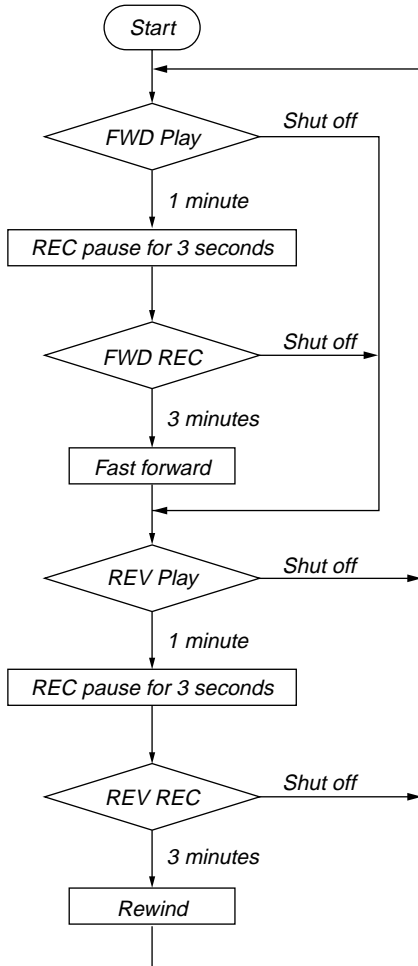 Start
FWD Play
Shut off
1 minute
REC pause for 3 seconds
FWD REC
Shut off
3 minutes
Fast forward
REV Play
Shut off
1 minute
REC pause for 3 seconds
REV REC
Shut off
3 minutes
Rewind